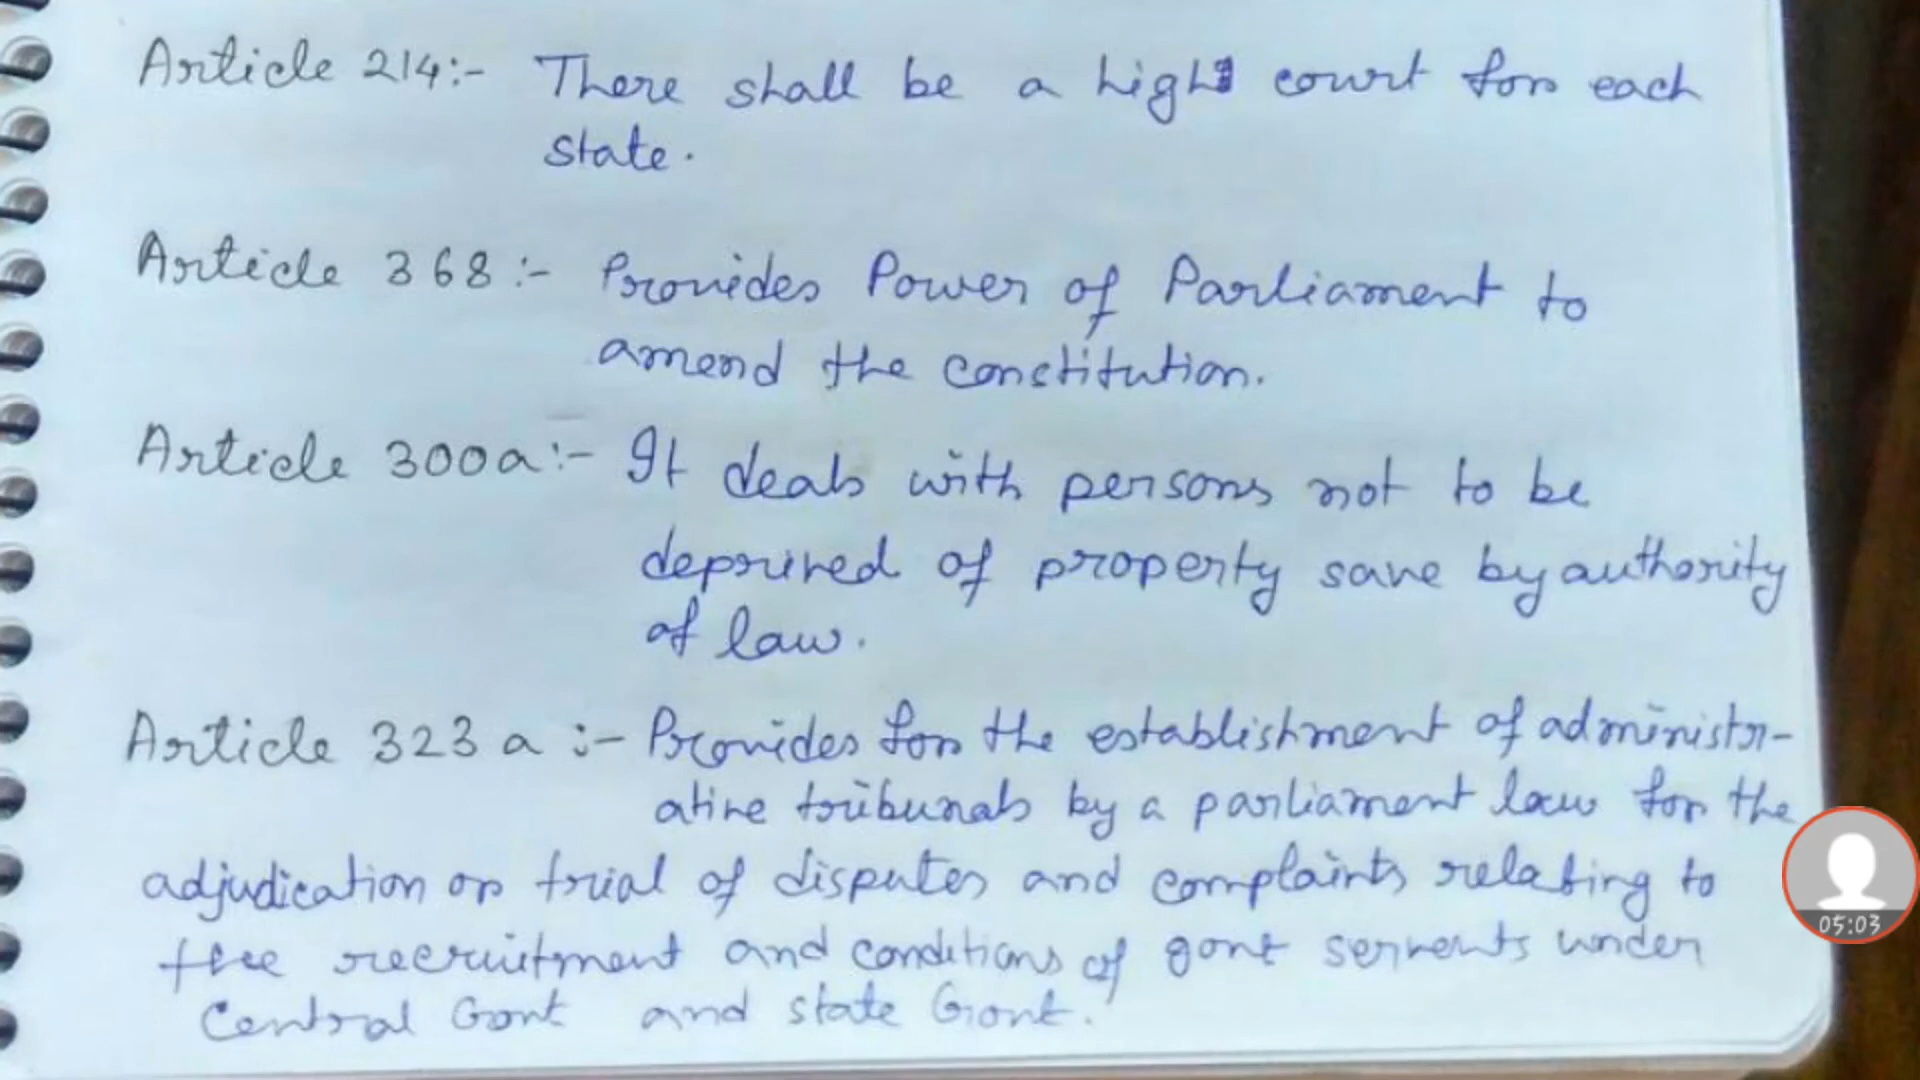 Article 214:- There shall be a high court for each
state.
Article 368:- Provides Power of Parliament to
amend the constitution.
Article 300a:- It deals with persons not to be
deprived of property save by authority
of law.
Article 323a :- Provides for the establishment of administr-
ative tribunals by a parliament law for the
adjudication or trial of disputes and complaints relating to
the recruitment and conditions of govt servents under
Central Govt and state Govt.
05:03